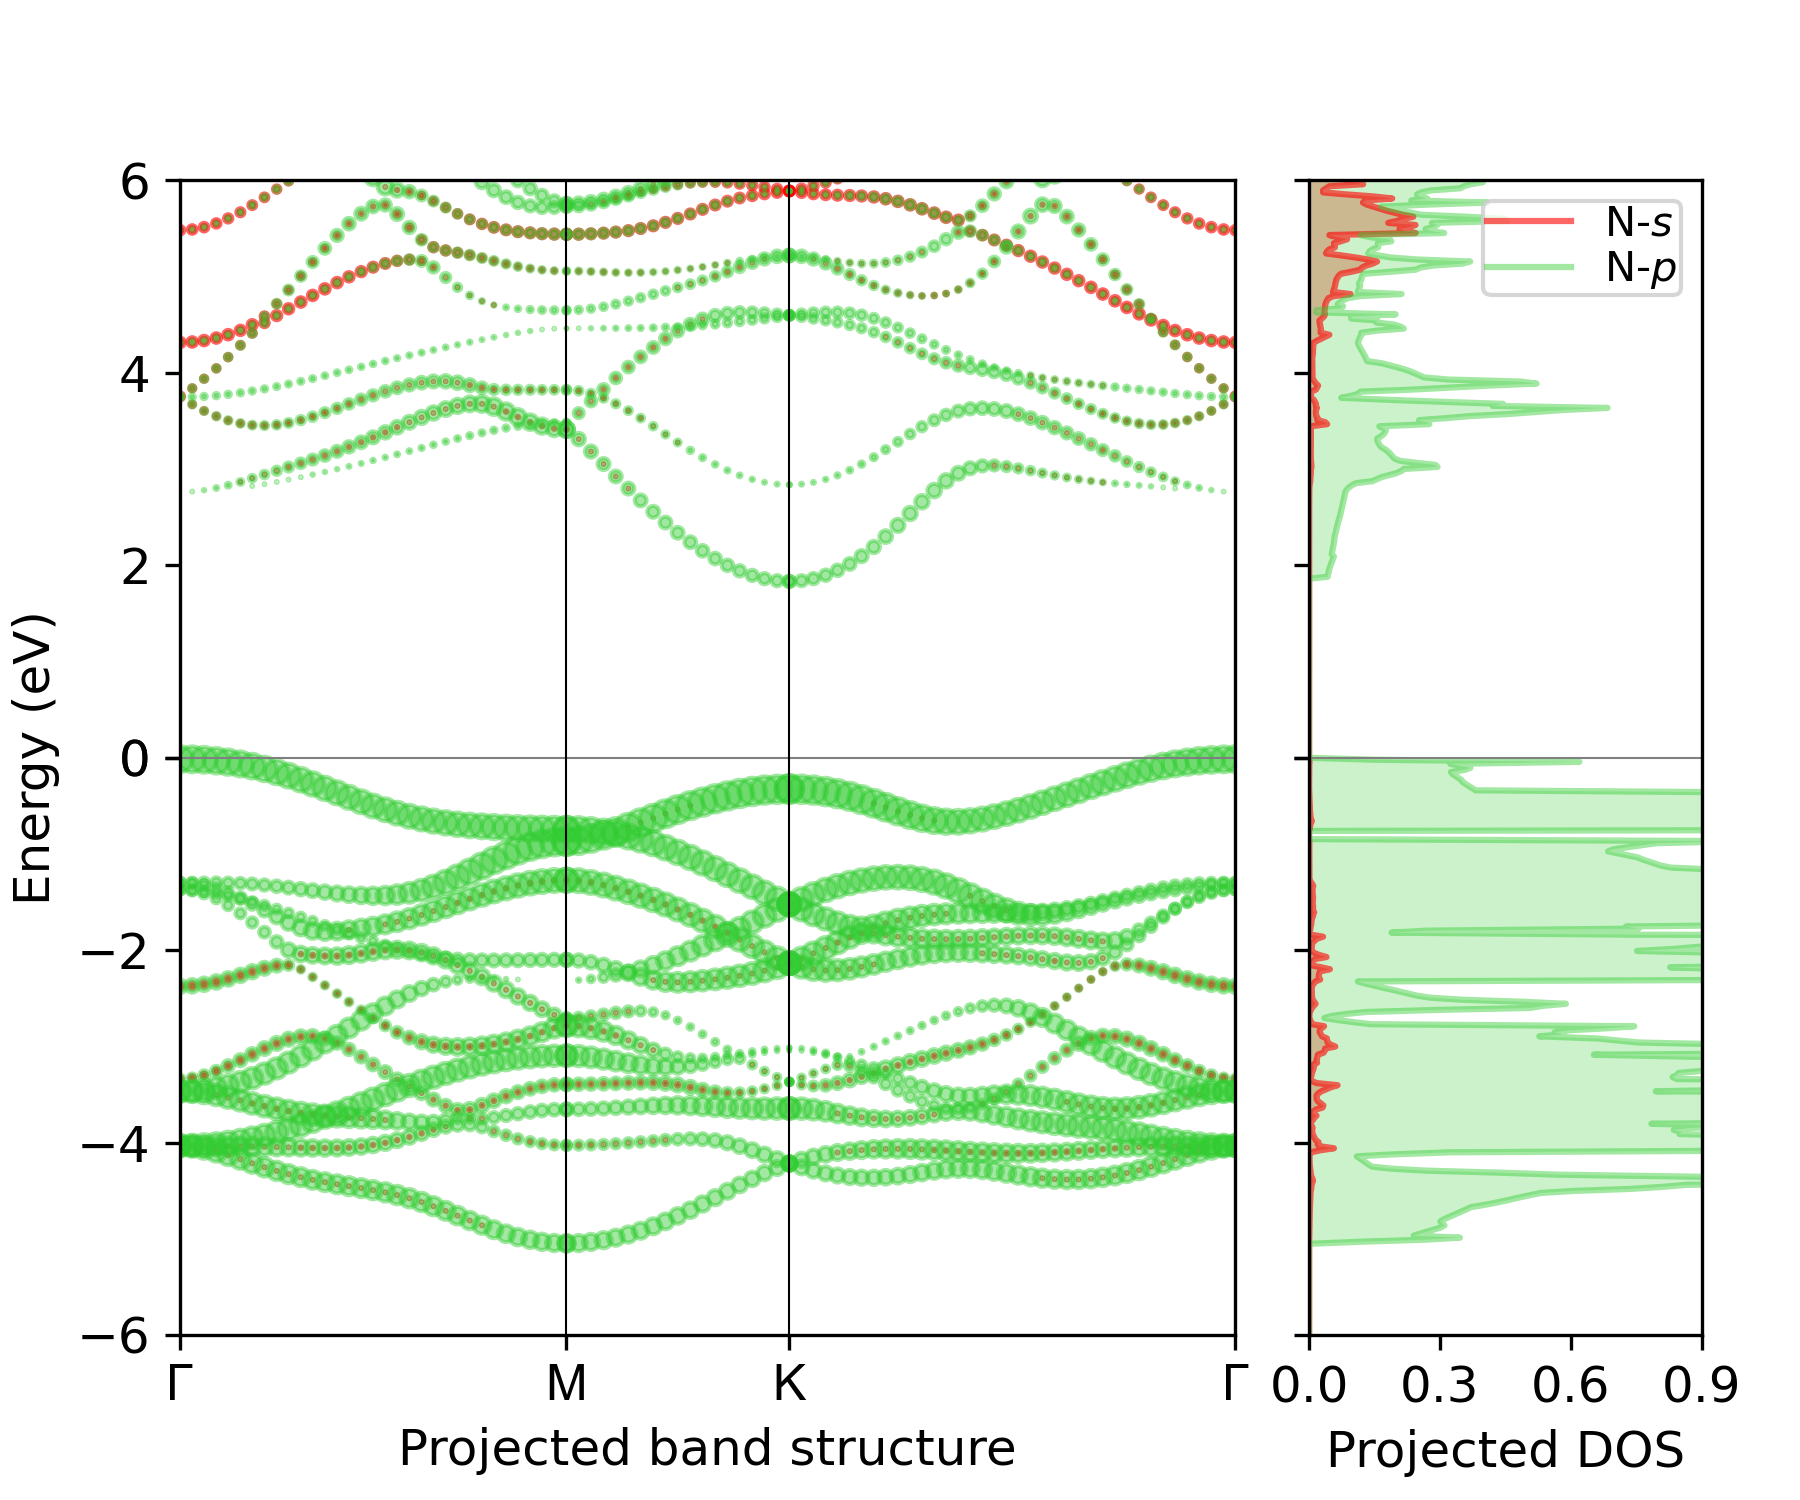 6
4
2
0
−2
−4
−6
Energy (eV)
Γ
M
K
Γ
Projected band structure
N-s
N-p
0.0
0.3
0.6
0.9
Projected DOS